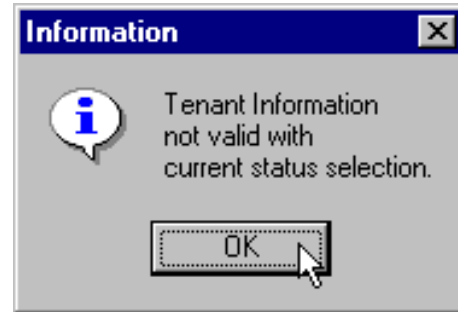 Information
Tenant Information
not valid with
current status selection.
OK